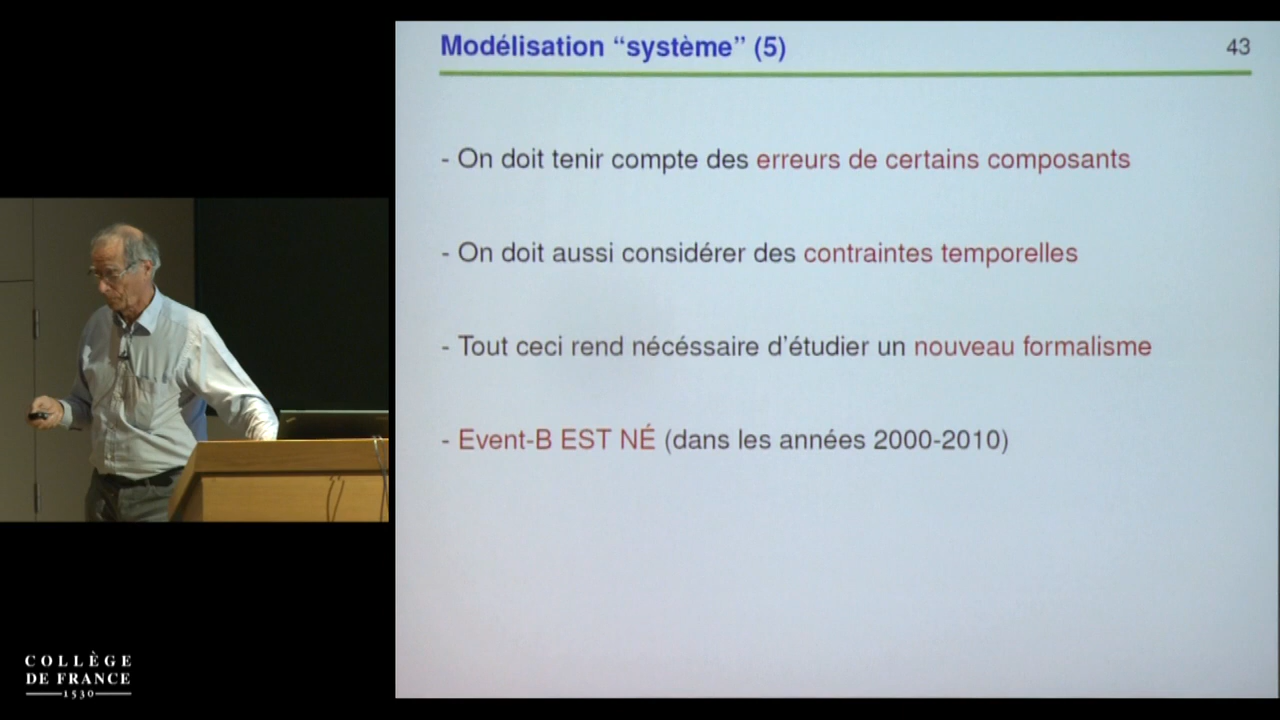 Modélisation “système” (5)
43
- On doit tenir compte des erreurs de certains composants
- On doit aussi considérer des contraintes temporelles
- Tout ceci rend nécéssaire d'étudier un nouveau formalisme
- Event-B EST NÉ (dans les années 2000-2010)
COLLÈGE
DE FRANCE
1530